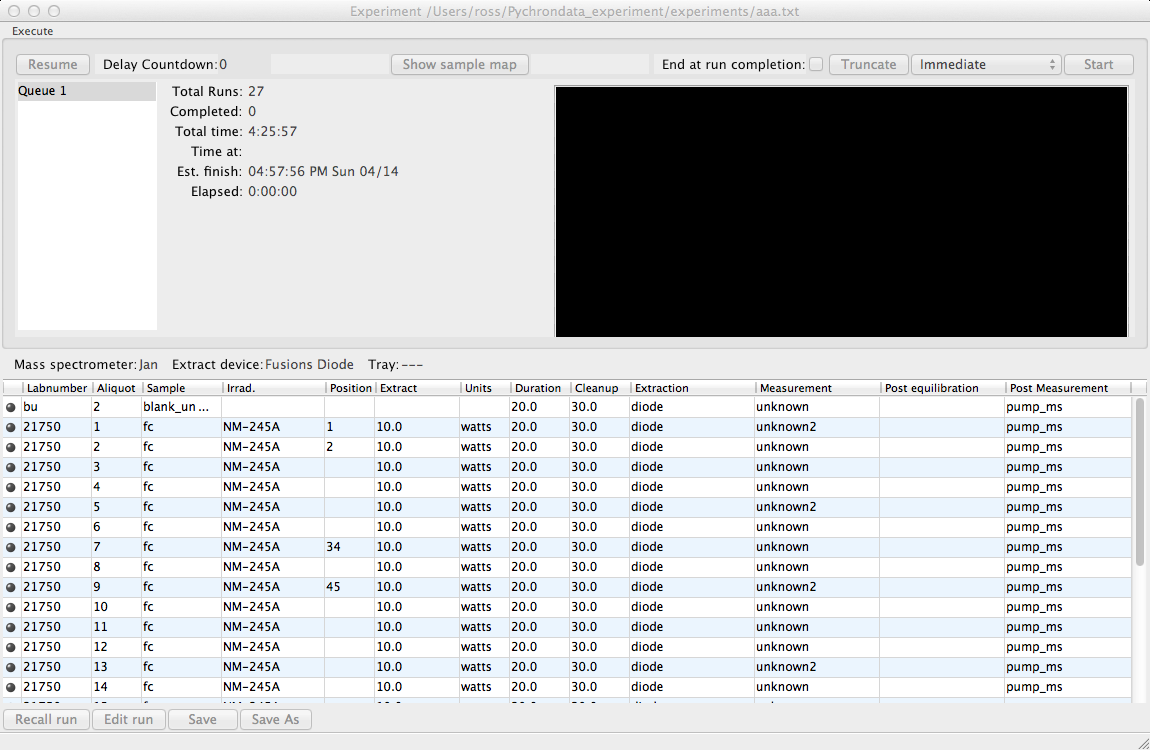 Experiment /Users/ross/Pychrondata_experiment/experiments/aaa.txt
Execute
Resume Delay Countdown:0 Show sample map End at run completion: Truncate Immediate Start
Queue 1
Total Runs: 27
Completed: 0
Total time: 4:25:57
Time at:
Est. finish: 04:57:56 PM Sun 04/14
Elapsed: 0:00:00
Mass spectrometer:Jan Extract device:Fusions Diode Tray:---
Labnumber Aliquot Sample Irrad. Position Extract Units Duration Cleanup Extraction Measurement Post equilibration Post Measurement
bu 2 blank_un ... 20.0 30.0 diode unknown pump_ms
21750 1 fc NM-245A 1 10.0 watts 20.0 30.0 diode unknown2 pump_ms
21750 2 fc NM-245A 2 10.0 watts 20.0 30.0 diode unknown pump_ms
21750 3 fc NM-245A 10.0 watts 20.0 30.0 diode unknown pump_ms
21750 4 fc NM-245A 10.0 watts 20.0 30.0 diode unknown pump_ms
21750 5 fc NM-245A 10.0 watts 20.0 30.0 diode unknown2 pump_ms
21750 6 fc NM-245A 10.0 watts 20.0 30.0 diode unknown pump_ms
21750 7 fc NM-245A 34 10.0 watts 20.0 30.0 diode unknown pump_ms
21750 8 fc NM-245A 10.0 watts 20.0 30.0 diode unknown pump_ms
21750 9 fc NM-245A 45 10.0 watts 20.0 30.0 diode unknown2 pump_ms
21750 10 fc NM-245A 10.0 watts 20.0 30.0 diode unknown pump_ms
21750 11 fc NM-245A 10.0 watts 20.0 30.0 diode unknown pump_ms
21750 12 fc NM-245A 10.0 watts 20.0 30.0 diode unknown pump_ms
21750 13 fc NM-245A 10.0 watts 20.0 30.0 diode unknown2 pump_ms
21750 14 fc NM-245A 10.0 watts 20.0 30.0 diode unknown pump_ms
Recall run Edit run Save Save As